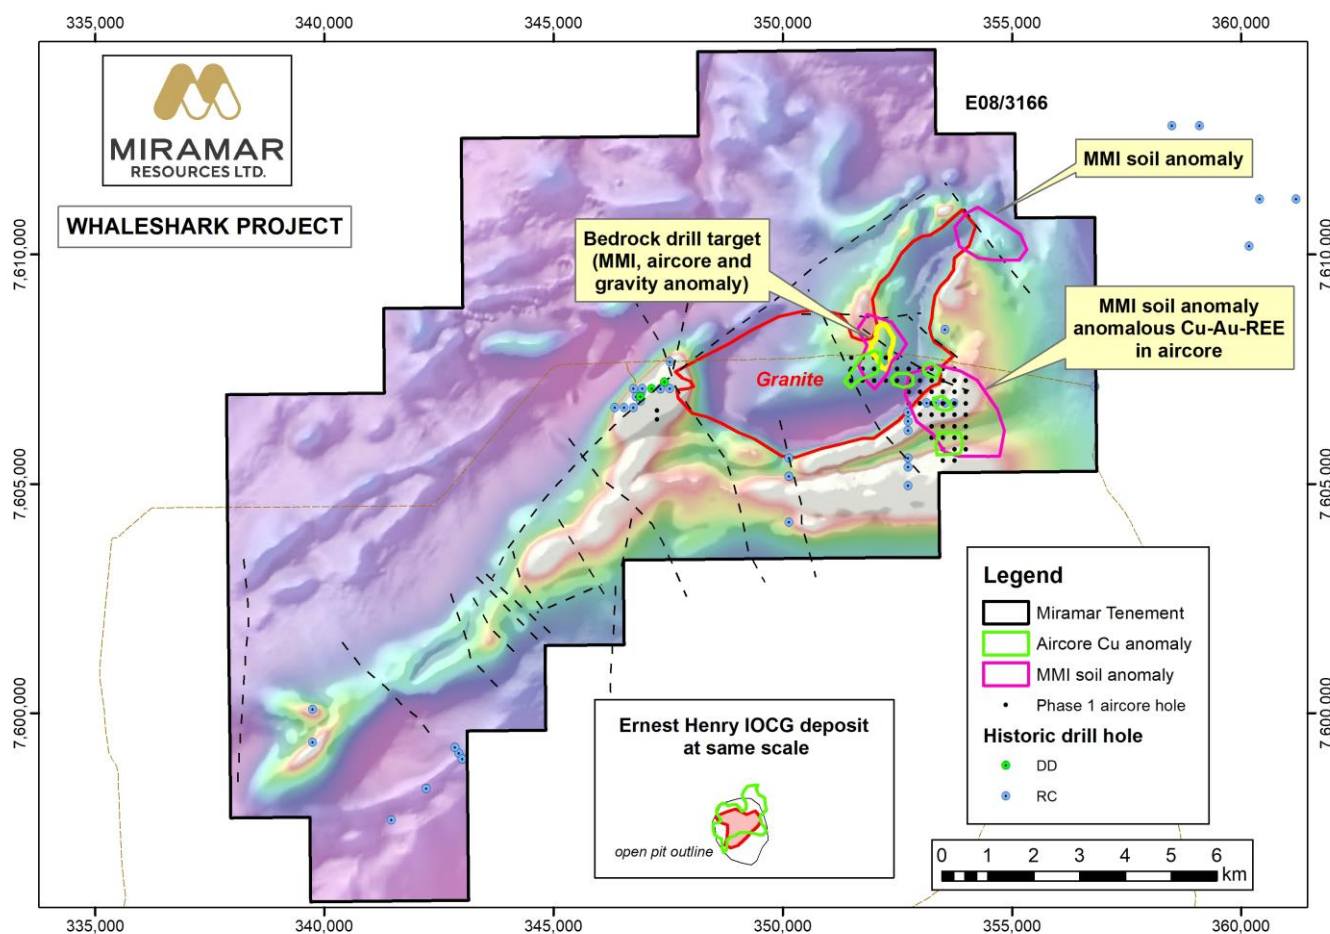 335,000 340,000 345,000 350,000 355,000 360,000
MIRAMAR
RESOURCES LTD.
WHALESHARK PROJECT
E08/3166
MMI soil anomaly
Bedrock drill target
(MMI, aircore and
gravity anomaly)
MMI soil anomaly
anomalous Cu-Au-REE
in aircore
Granite
7,610,000
7,605,000
7,600,000
7,610,000
7,605,000
7,600,000
Ernest Henry IOCG deposit
at same scale
open pit outline
Legend
Miramar Tenement
Aircore Cu anomaly
MMI soil anomaly
Phase 1 aircore hole
Historic drill hole
DD
RC
0 1 2 3 4 5 6
km
335,000 340,000 345,000 350,000 355,000 360,000